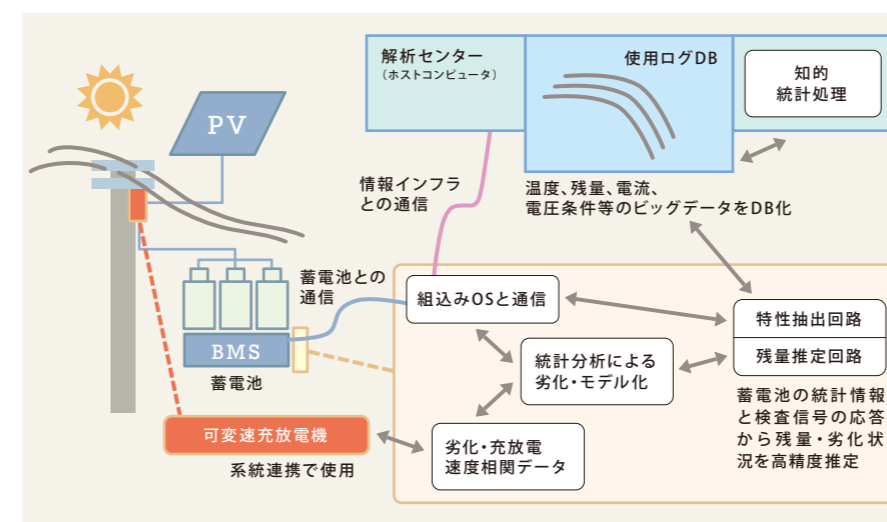 解析センター
（ホストコンピュータ）
使用ログDB
知的
統計処理
PV
情報インフラ
との通信
温度、残量、電流、
電圧条件等のビッグデータをDB化
蓄電池との
通信
組込みOSと通信
特性抽出回路
残量推定回路
BMS
蓄電池
統計分析による
劣化・モデル化
蓄電池の統計情報
と検査信号の応答
から残量・劣化状
況を高精度推定
可変速充放電機
系統連携で使用
劣化・充放電
速度相関データ